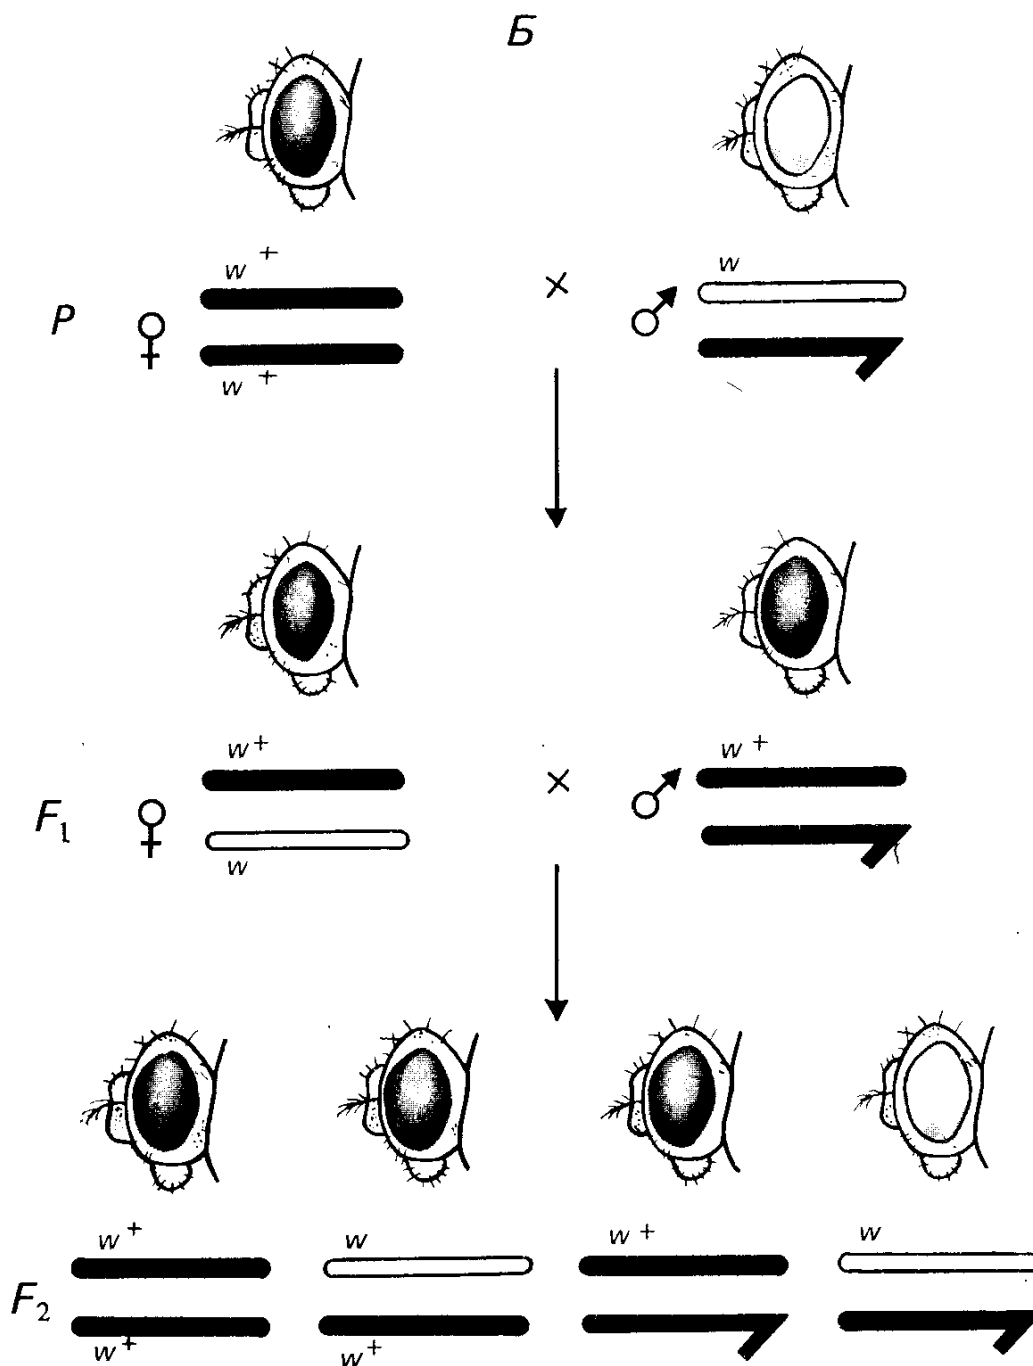 Б
w + × w
P ♀ ♂
w +
w+ × w+
F1 ♀ ♂
w
w+ w w+ w
F2
w+ w+